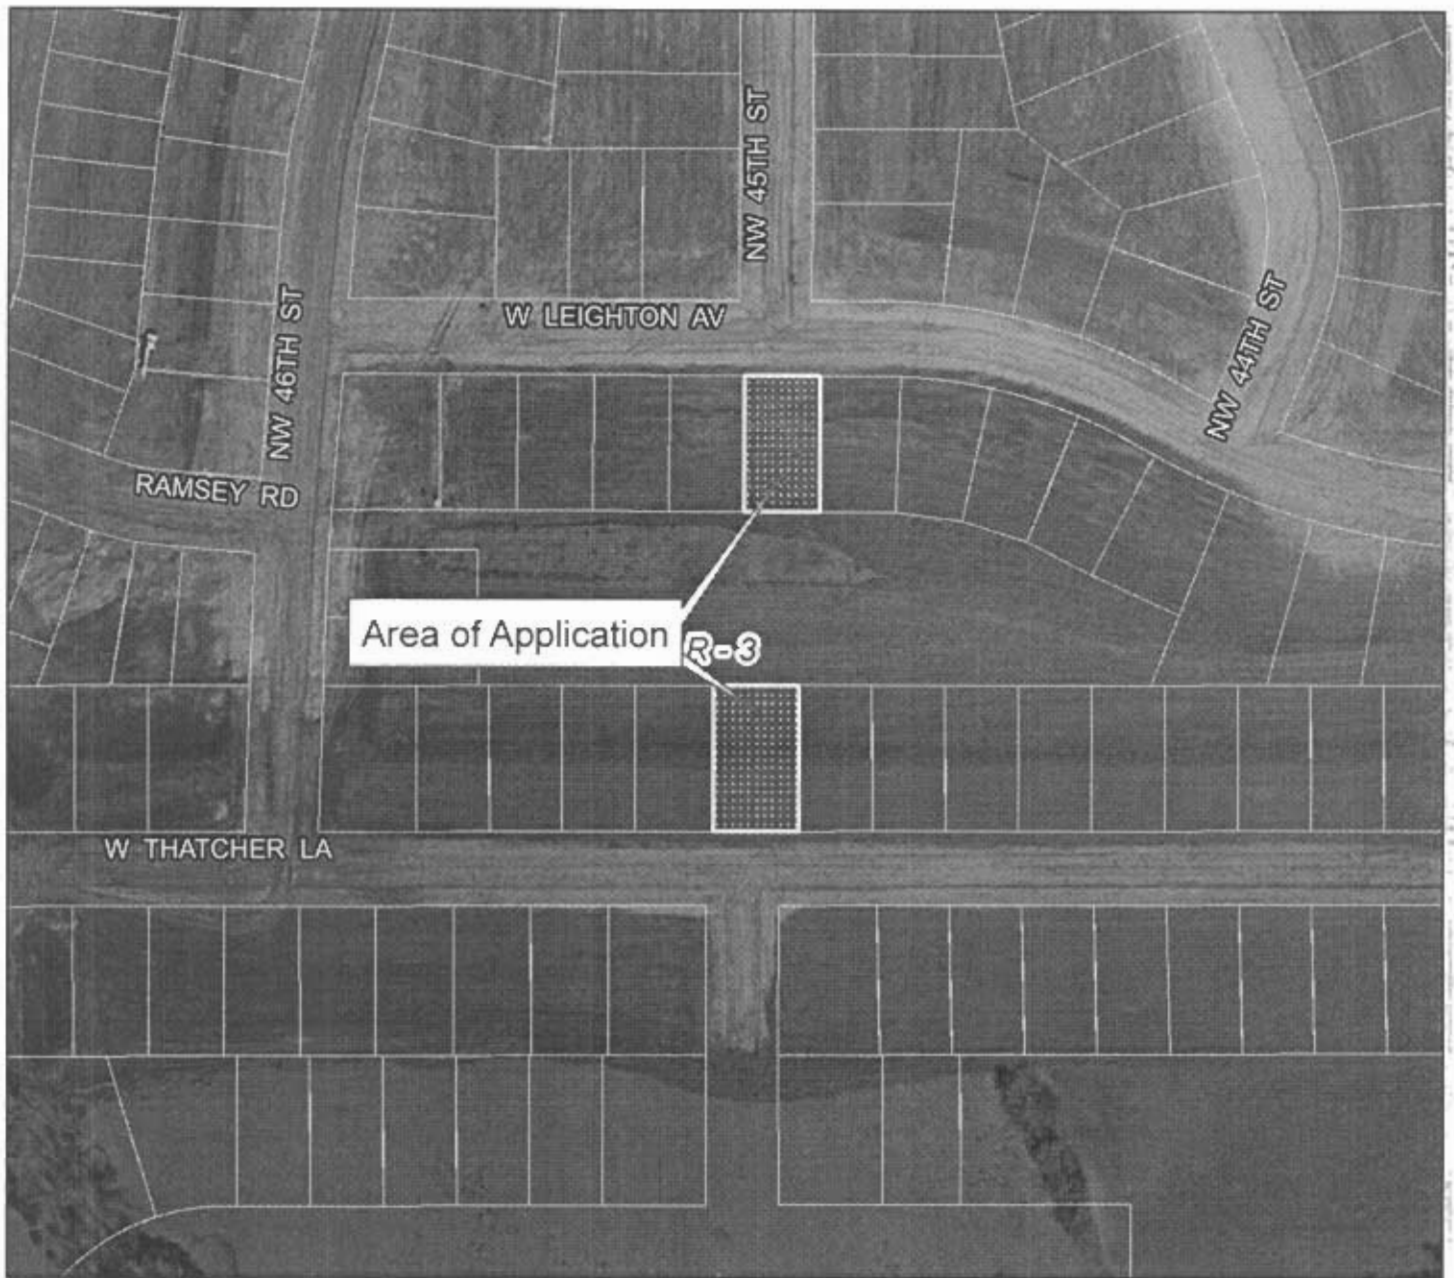 NW 45TH ST
W LEIGHTON AV
NW 46TH ST
NW 44TH ST
RAMSEY RD
Area of Application
R-3
W THATCHER LA